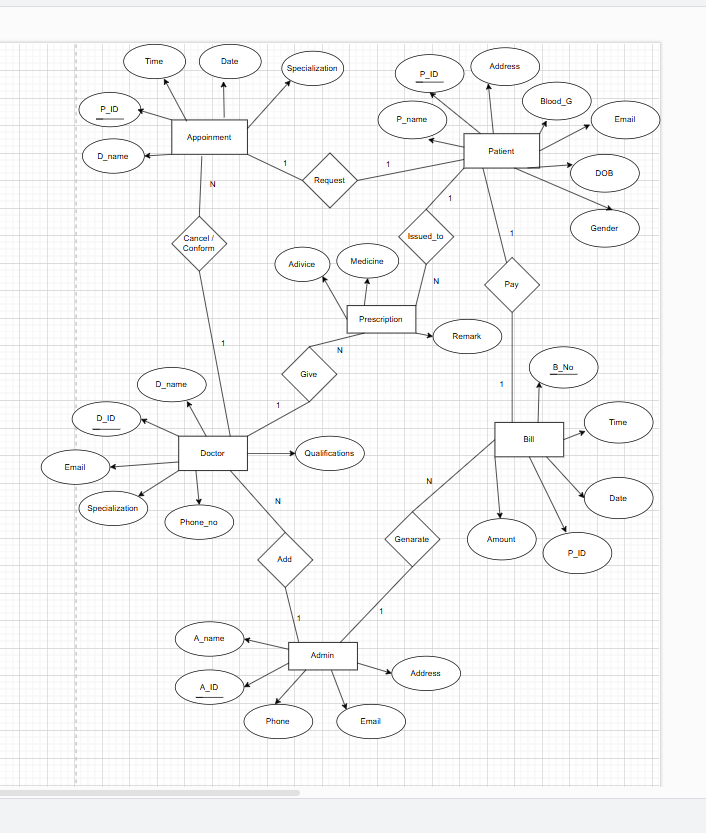 Time
Date
Specialization
P_ID
D_name
Appoinment
P_ID
Address
Blood_G
P_name
Email
Patient
DOB
Gender
1
Request
1
N
1
Issued_to
N
1
Pay
1
Cancel /
Conform
1
Adivice
Medicine
Prescription
Remark
N
Give
1
B_No
Time
Bill
Date
Amount
P_ID
D_name
D_ID
Doctor
Qualifications
Email
Specialization
Phone_no
N
Add
1
N
Genarate
1
A_name
Admin
A_ID
Address
Phone
Email